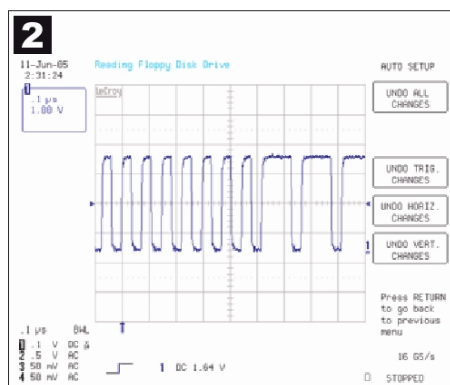 2
11-Jun-05
2:31:24
Reading Floppy Disk Drive
AUTO SETUP
1
.1 µs
1.00 V
LeCroy
UNDO ALL
CHANGES
UNDO TRIG.
CHANGES
UNDO HORIZ.
CHANGES
UNDO VERT.
CHANGES
1
Press RETURN
to go back
to previous
menu
.1 µs BWL
1 .1 V DC
2 .5 V AC
3 50 mV AC
4 50 mV AC
1 DC 1.64 V
16 GS/s
STOPPED